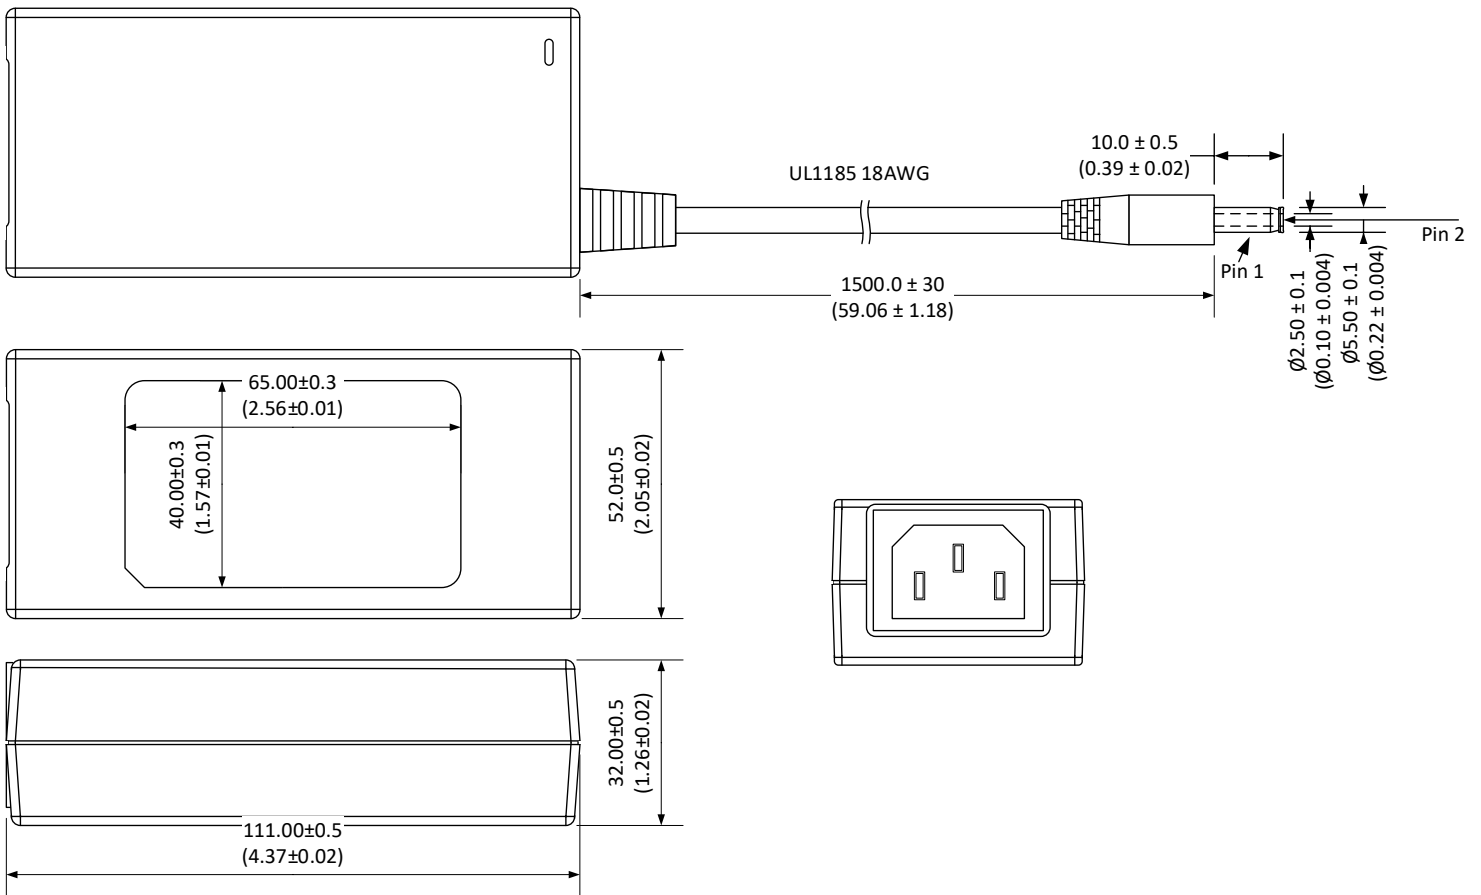 10.0 ± 0.5
(0.39 ± 0.02)
UL1185 18AWG
Pin 2
Pin 1
1500.0 ± 30
(59.06 ± 1.18)
Ø2.50 ± 0.1
(Ø0.10 ± 0.004)
Ø5.50 ± 0.1
(Ø0.22 ± 0.004)
65.00±0.3
(2.56±0.01)
40.00±0.3
(1.57±0.01)
52.0±0.5
(2.05±0.02)
32.00±0.5
(1.26±0.02)
111.00±0.5
(4.37±0.02)